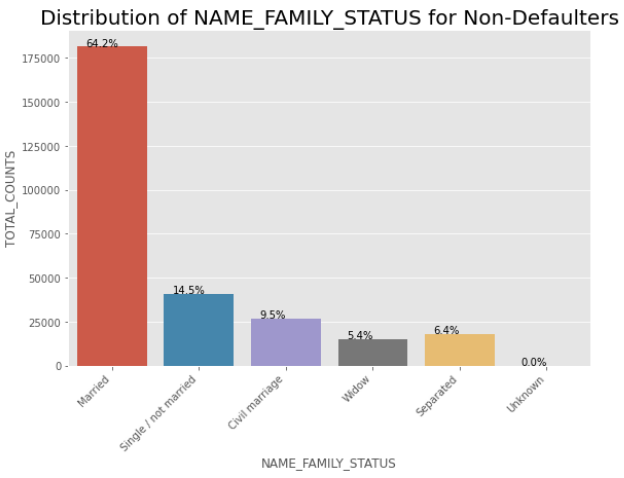 Distribution of NAME_FAMILY_STATUS for Non-Defaulters
TOTAL_COUNTS
175000
150000
125000
100000
75000
50000
25000
0
64.2%
14.5%
9.5%
5.4%
6.4%
0.0%
Married
Single / not married
Civil marriage
Widow
Separated
Unknown
NAME_FAMILY_STATUS